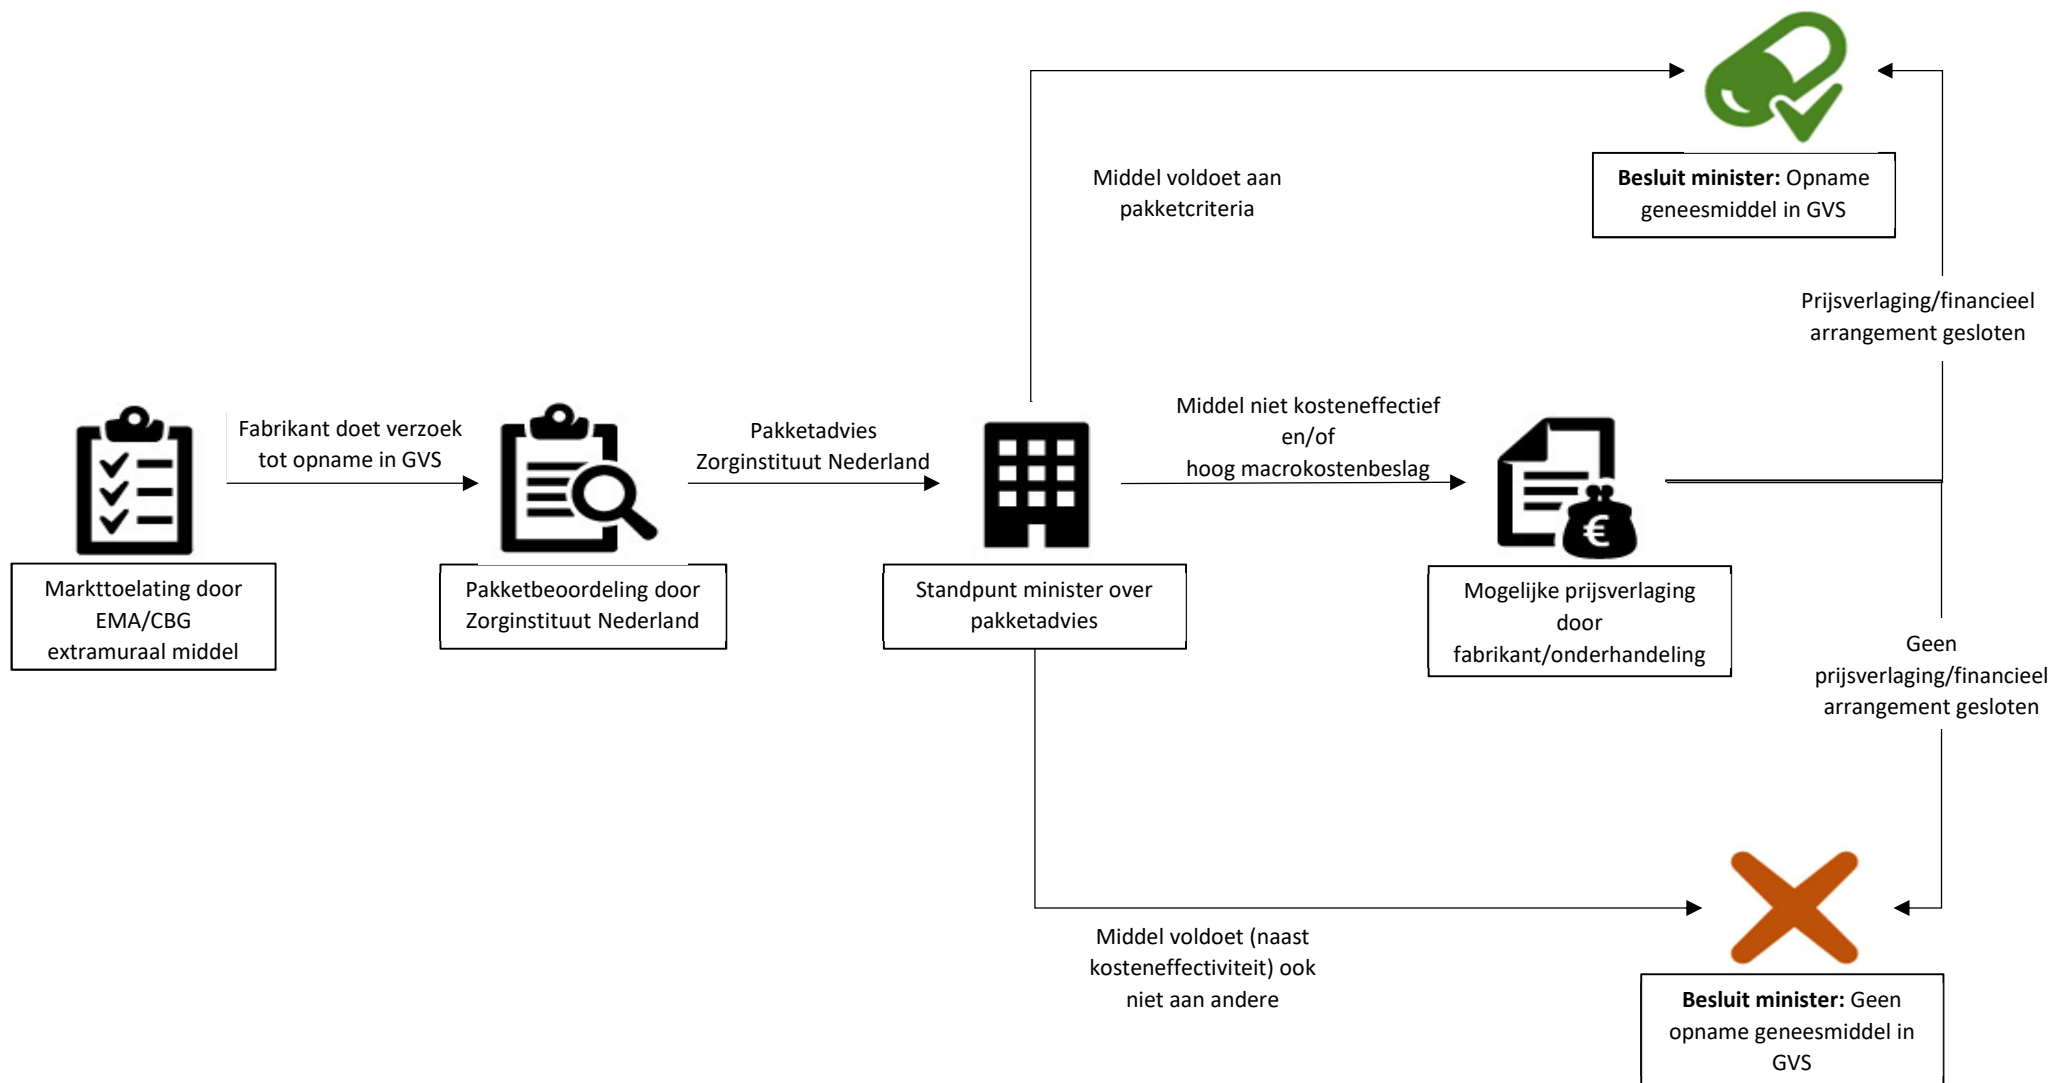 Middel voldoet aan
pakketcriteria
Besluit minister: Opname
geneesmiddel in GVS
Prijsverlaging/financieel
arrangement gesloten
Fabrikant doet verzoek
tot opname in GVS
Pakketadvies
Zorginstituut Nederland
Middel niet kosteneffectief
en/of
hoog macrokostenbeslag
€
Markttoelating door
EMA/CBG
extramuraal middel
Pakketbeoordeling door
Zorginstituut Nederland
Standpunt minister over
pakketadvies
Mogelijke prijsverlaging
door
fabrikant/onderhandeling
Geen
prijsverlaging/financieel
arrangement gesloten
Middel voldoet (naast
kosteneffectiviteit) ook
niet aan andere
Besluit minister: Geen
opname geneesmiddel in
GVS